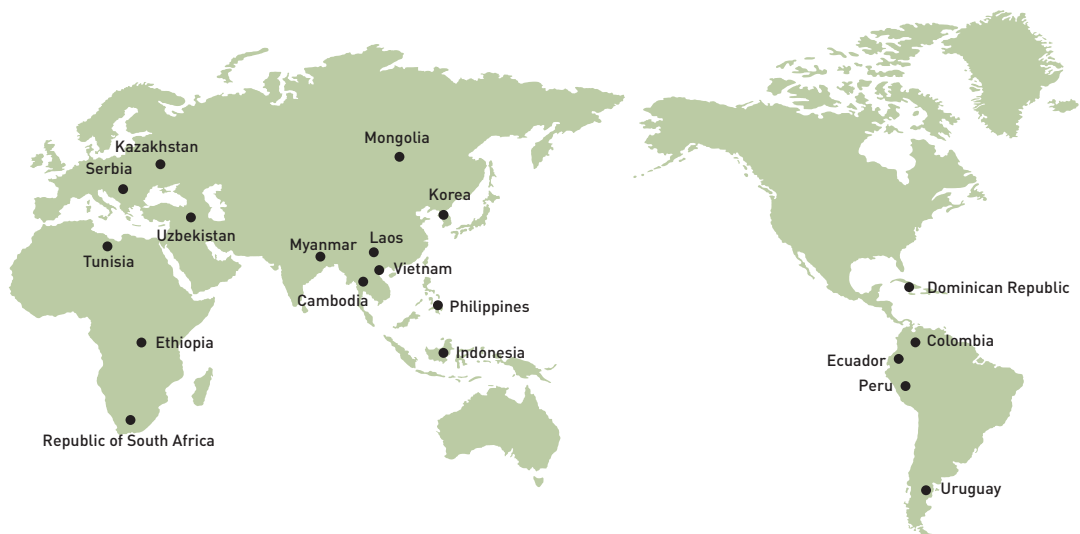 Mongolia
Kazakhstan
Serbia
Korea
Uzbekistan
Laos
Myanmar
Tunisia
Vietnam
Dominican Republic
Cambodia
Philippines
Colombia
Ethiopia
Indonesia
Ecuador
Peru
Republic of South Africa
Uruguay